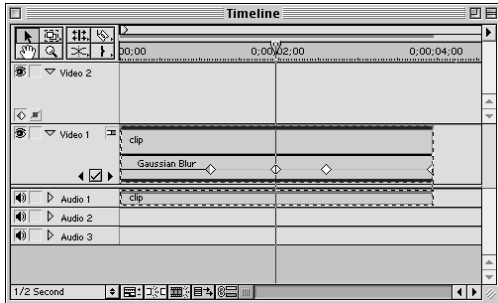 Timeline
00;00 0;00;02;00 0;00;04;00
Video 2
Video 1
clip
Gaussian Blur
Audio 1
clip
Audio 2
Audio 3
1/2 Second